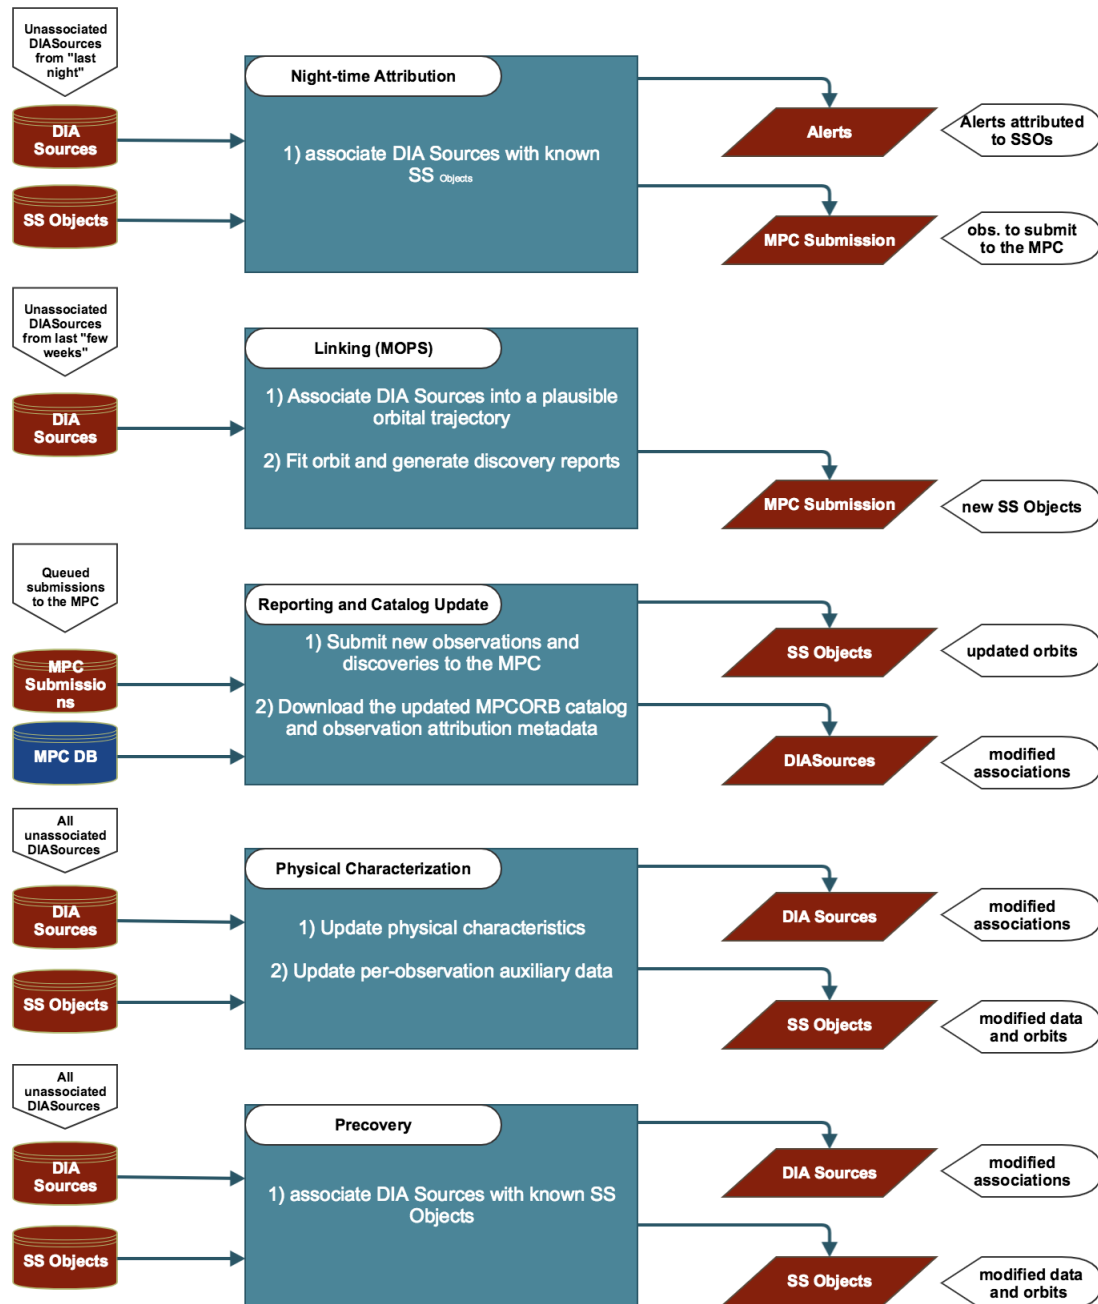 Unassociated
DIASources
from "last
night"
DIA
Sources
SS Objects
Night-time Attribution
1) associate DIA Sources with known
SS Objects
Alerts
Alerts attributed
to SSOs
MPC Submission
obs. to submit
to the MPC
Unassociated
DIASources
from last "few
weeks"
DIA
Sources
Linking (MOPS)
1) Associate DIA Sources into a plausible
orbital trajectory
2) Fit orbit and generate discovery reports
MPC Submission
new SS Objects
Queued
submissions
to the MPC
MPC
Submissio
ns
MPC DB
Reporting and Catalog Update
1) Submit new observations and
discoveries to the MPC
2) Download the updated MPCORB catalog
and observation attribution metadata
SS Objects
updated orbits
DIASources
modified
associations
All
unassociated
DIASources
DIA
Sources
SS Objects
Physical Characterization
1) Update physical characteristics
2) Update per-observation auxiliary data
DIA Sources
modified
associations
SS Objects
modified data
and orbits
All
unassociated
DIASources
DIA
Sources
SS Objects
Precovery
1) associate DIA Sources with known SS
Objects
DIA Sources
modified
associations
SS Objects
modified data
and orbits